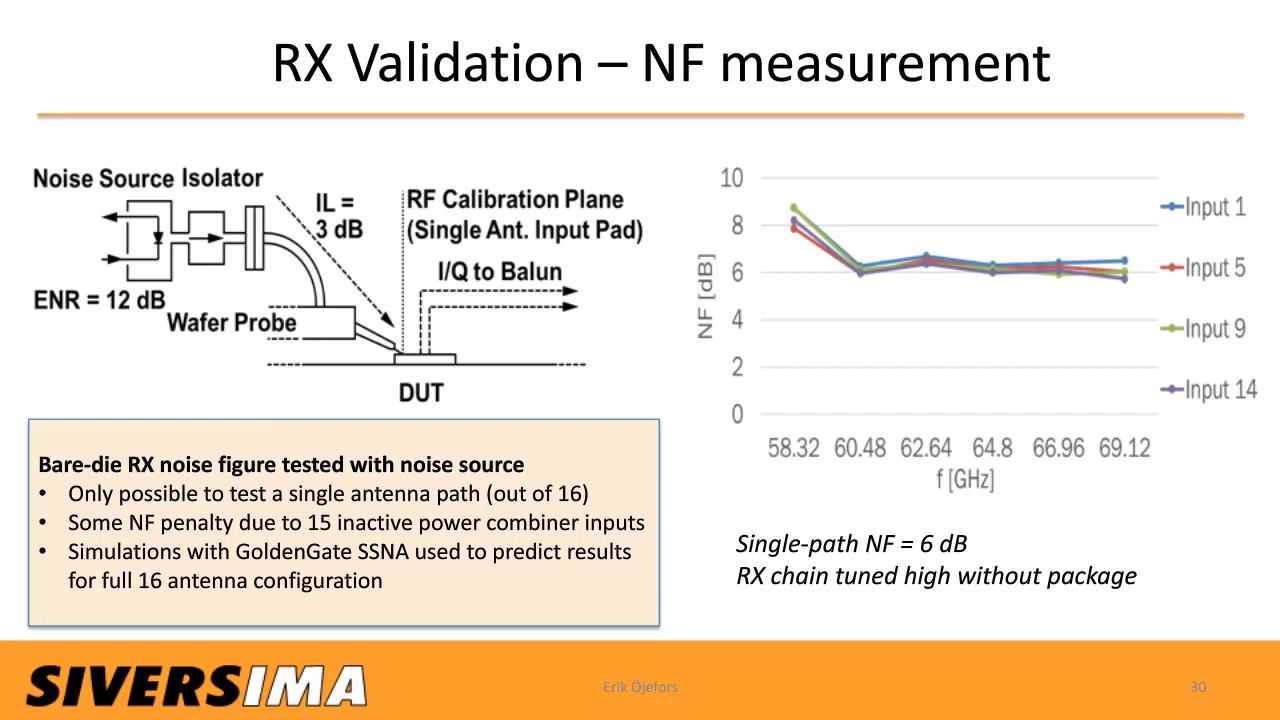 RX Validation – NF measurement
Noise Source Isolator
IL =
3 dB
RF Calibration Plane
(Single Ant. Input Pad)
I/Q to Balun
ENR = 12 dB
Wafer Probe
DUT
Bare-die RX noise figure tested with noise source
• Only possible to test a single antenna path (out of 16)
• Some NF penalty due to 15 inactive power combiner inputs
• Simulations with GoldenGate SSNA used to predict results
for full 16 antenna configuration
10
8
6
4
2
0
NF [dB]
58.32 60.48 62.64 64.8 66.96 69.12
f [GHz]
Input 1
Input 5
Input 9
Input 14
Single-path NF = 6 dB
RX chain tuned high without package
SIVERSIMA
Erik Öjefors
30